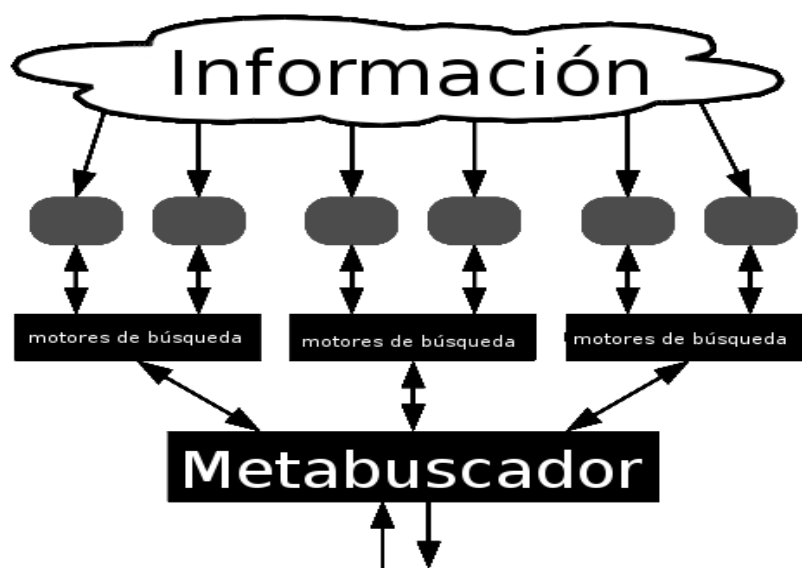 Información
motores de búsqueda
motores de búsqueda
motores de búsqueda
Metabuscador